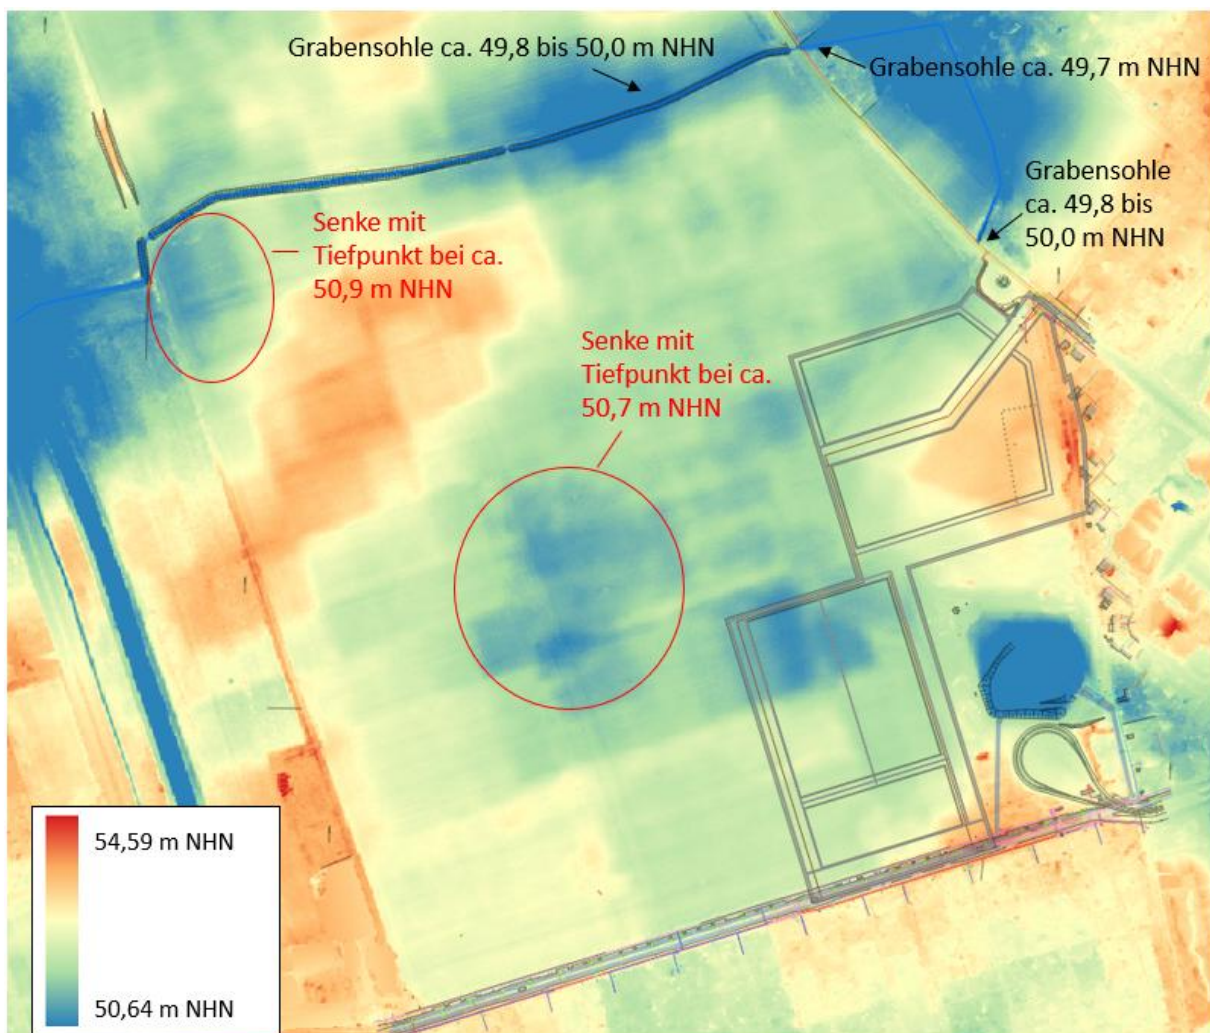 Grabensohle ca. 49,8 bis 50,0 m NHN
Grabensohle ca. 49,7 m NHN
Grabensohle
ca. 49,8 bis
50,0 m NHN
Senke mit
Tiefpunkt bei ca.
50,9 m NHN
Senke mit
Tiefpunkt bei ca.
50,7 m NHN
54,59 m NHN
50,64 m NHN